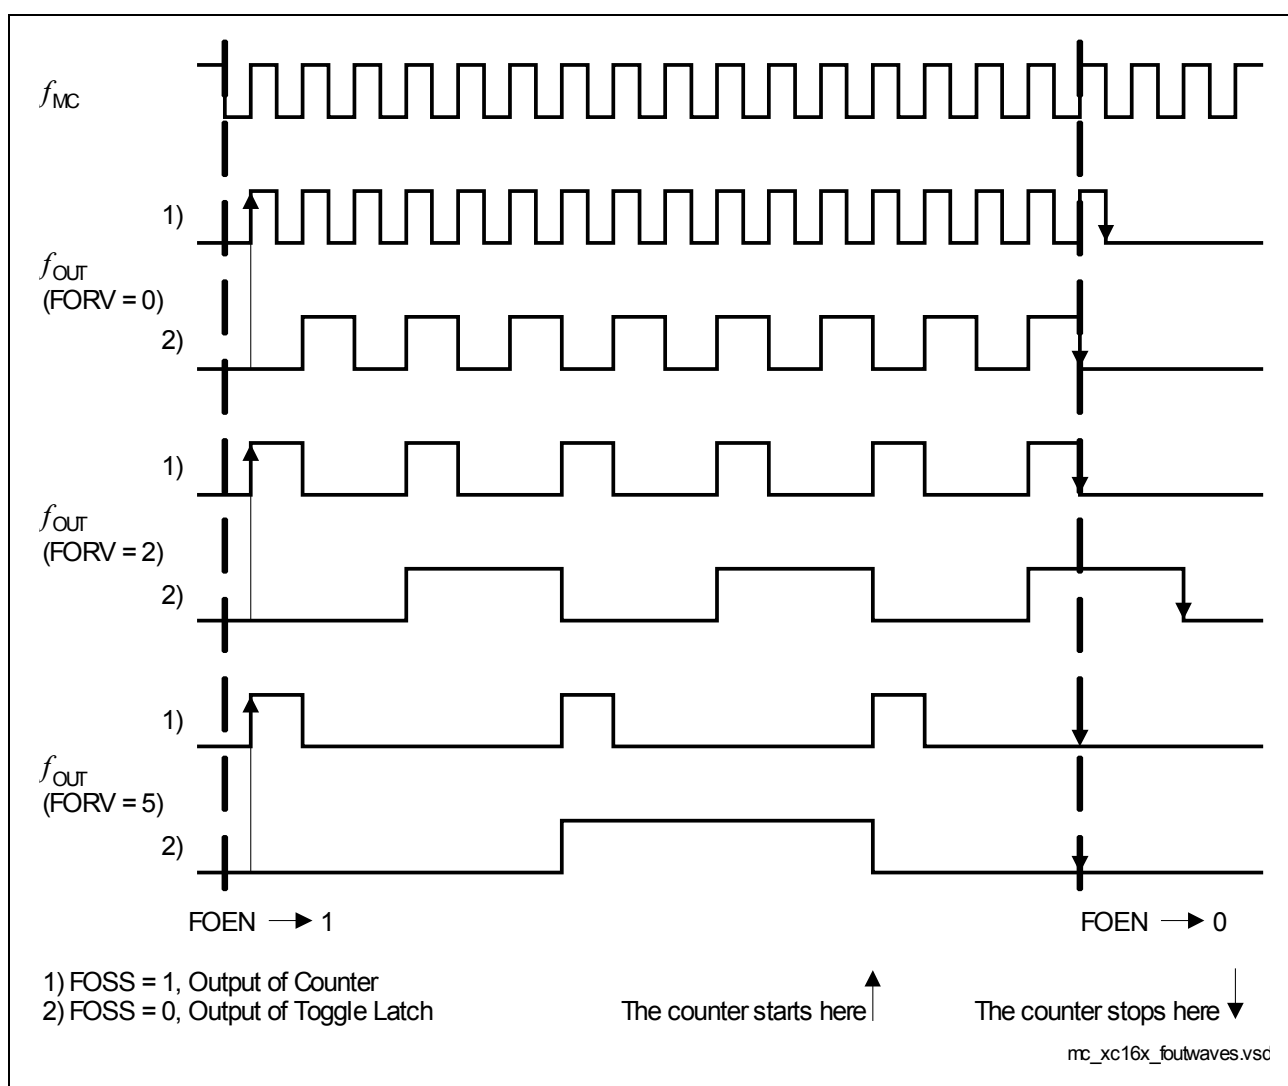 fMC
1)
fOUT
(FORV = 0)
2)
1)
fOUT
(FORV = 2)
2)
1)
fOUT
(FORV = 5)
2)
FOEN → 1
FOEN → 0
1) FOSS = 1, Output of Counter
2) FOSS = 0, Output of Toggle Latch
The counter starts here
The counter stops here
mc_xc16x_foutwaves.vsd